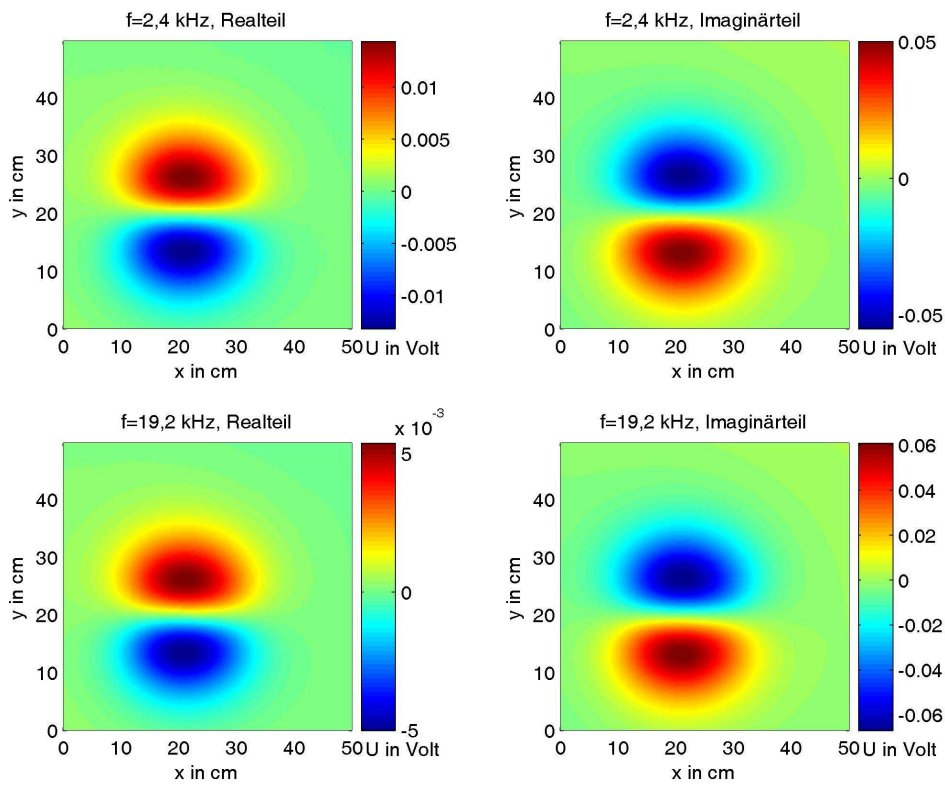 f=2,4 kHz, Realteil
y in cm
40
30
20
10
0
0 10 20 30 40 50
x in cm
0.01
0.005
0
-0.005
-0.01
U in Volt
f=2,4 kHz, Imaginärteil
y in cm
40
30
20
10
0
0 10 20 30 40 50
x in cm
0.05
0
-0.05
U in Volt
f=19,2 kHz, Realteil
y in cm
40
30
20
10
0
0 10 20 30 40 50
x in cm
x 10^-3
5
0
-5
U in Volt
f=19,2 kHz, Imaginärteil
y in cm
40
30
20
10
0
0 10 20 30 40 50
x in cm
0.06
0.04
0.02
0
-0.02
-0.04
-0.06
U in Volt